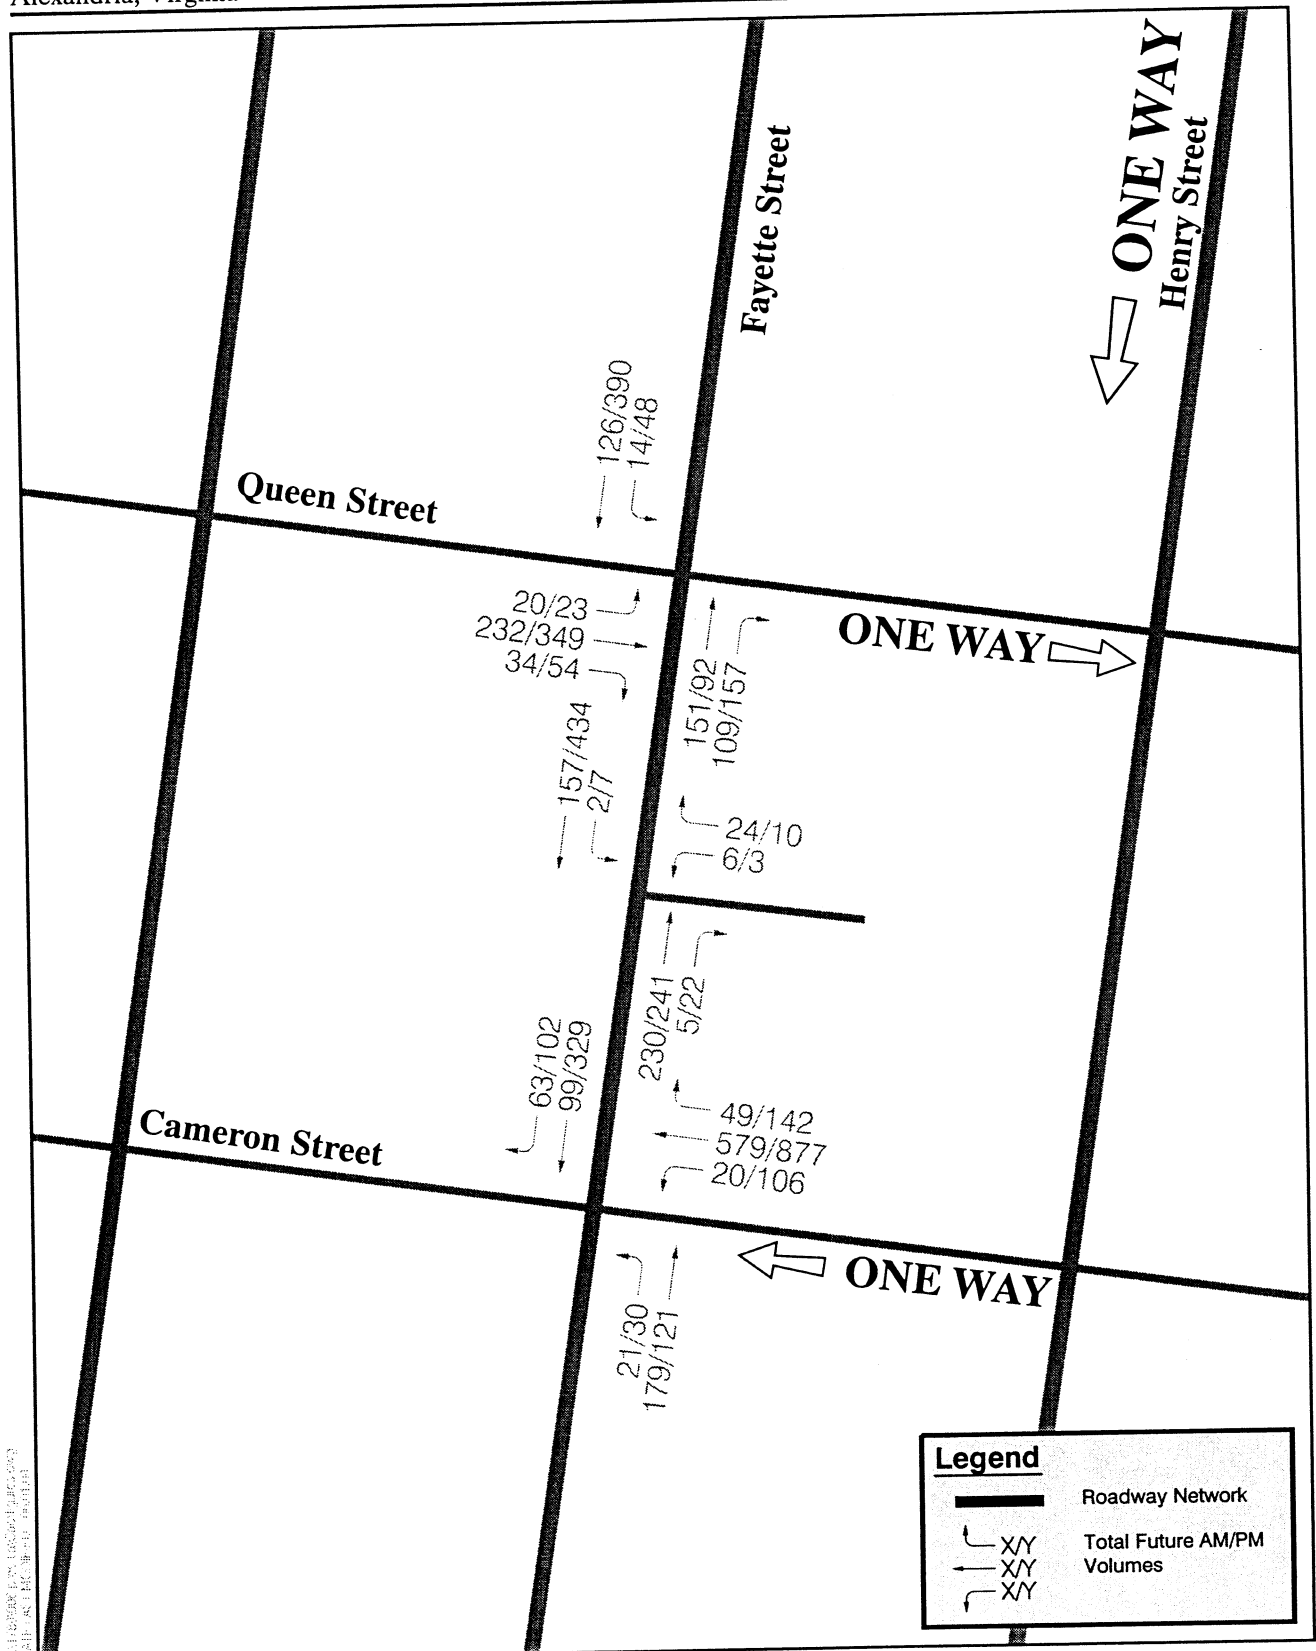 Alexandria, Virginia
ONE WAY
Henry Street
Fayette Street
126/390
14/48
Queen Street
20/23
232/349
34/54
ONE WAY
151/92
109/157
157/434
2/7
24/10
6/3
230/241
5/22
63/102
99/329
49/142
579/877
20/106
Cameron Street
ONE WAY
21/30
179/121
Legend
Roadway Network
X/Y
X/Y
X/Y
Total Future AM/PM
Volumes